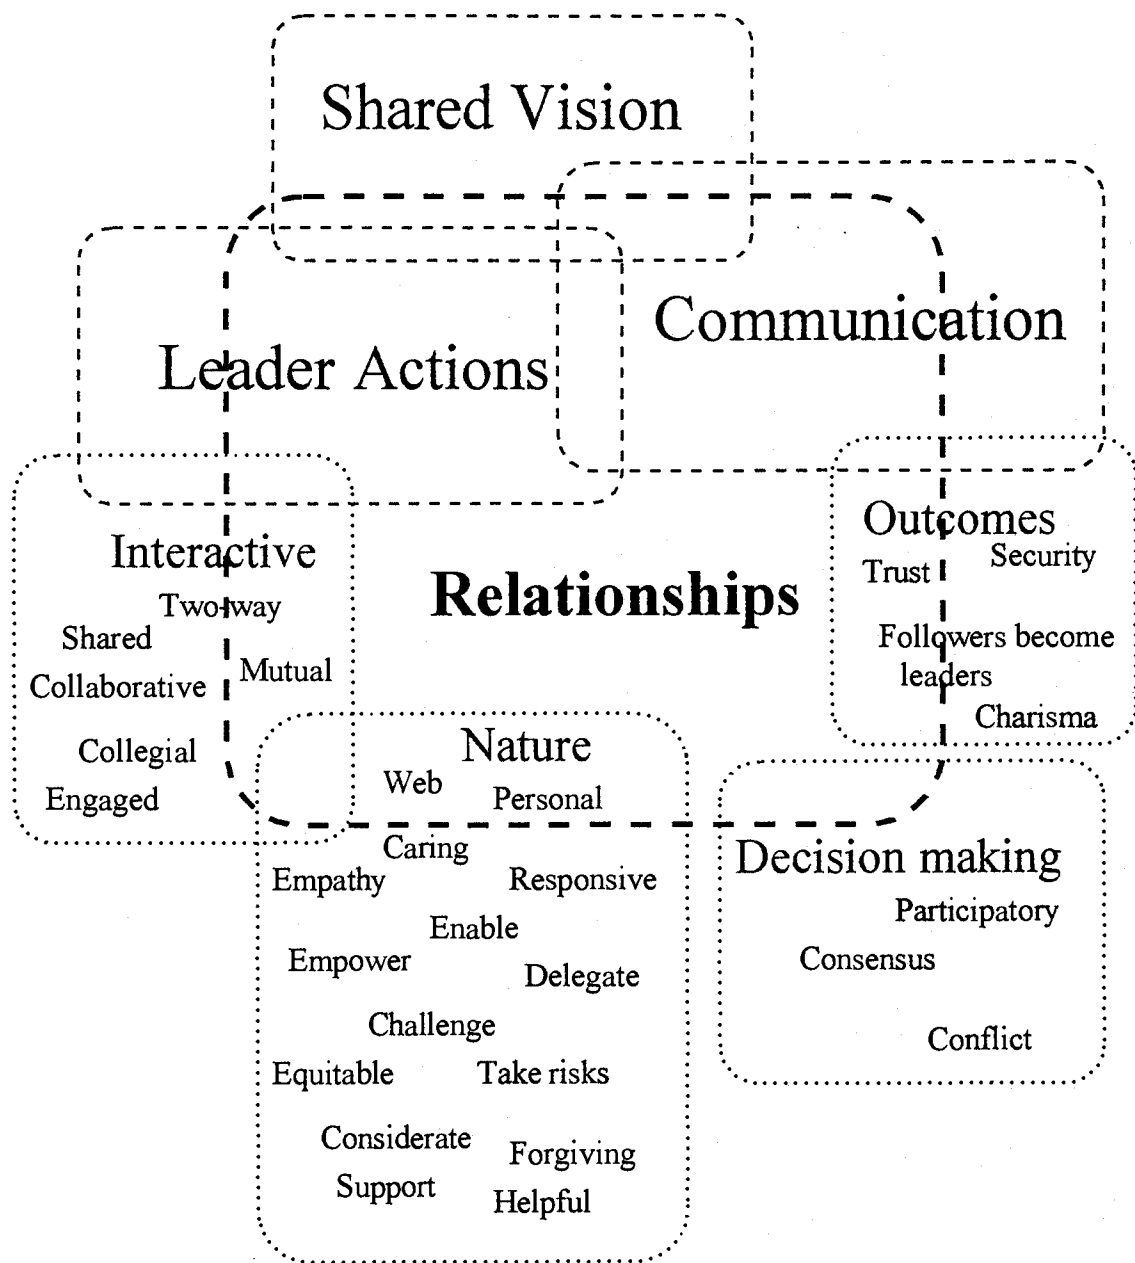 Shared Vision
Communication
Leader Actions
Relationships
Interactive
Two-way
Shared
Mutual
Collaborative
Collegial
Engaged
Outcomes
Security
Trust
Followers become
leaders
Charisma
Nature
Web
Personal
Caring
Empathy
Responsive
Enable
Empower
Delegate
Challenge
Equitable
Take risks
Considerate
Forgiving
Support
Helpful
Decision making
Participatory
Consensus
Conflict